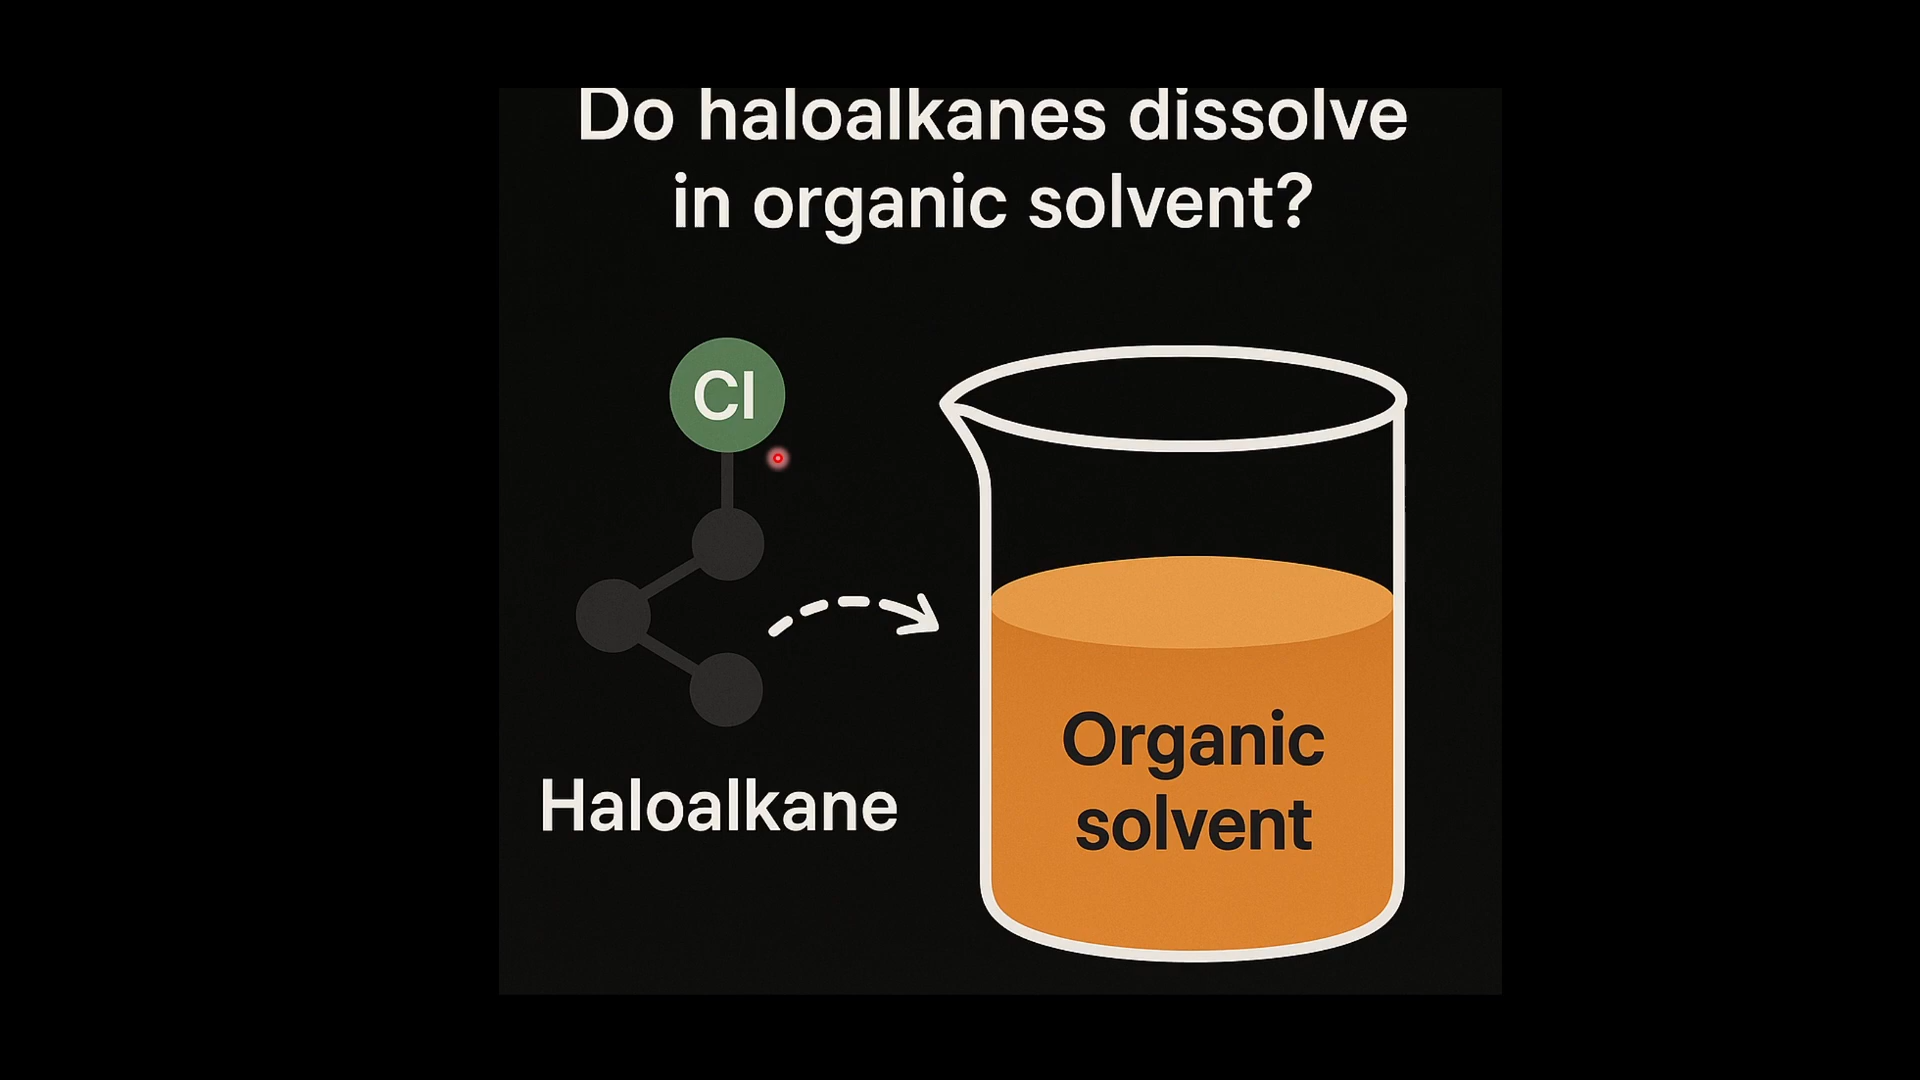 Do haloalkanes dissolve
in organic solvent?
Cl
Haloalkane
Organic
solvent